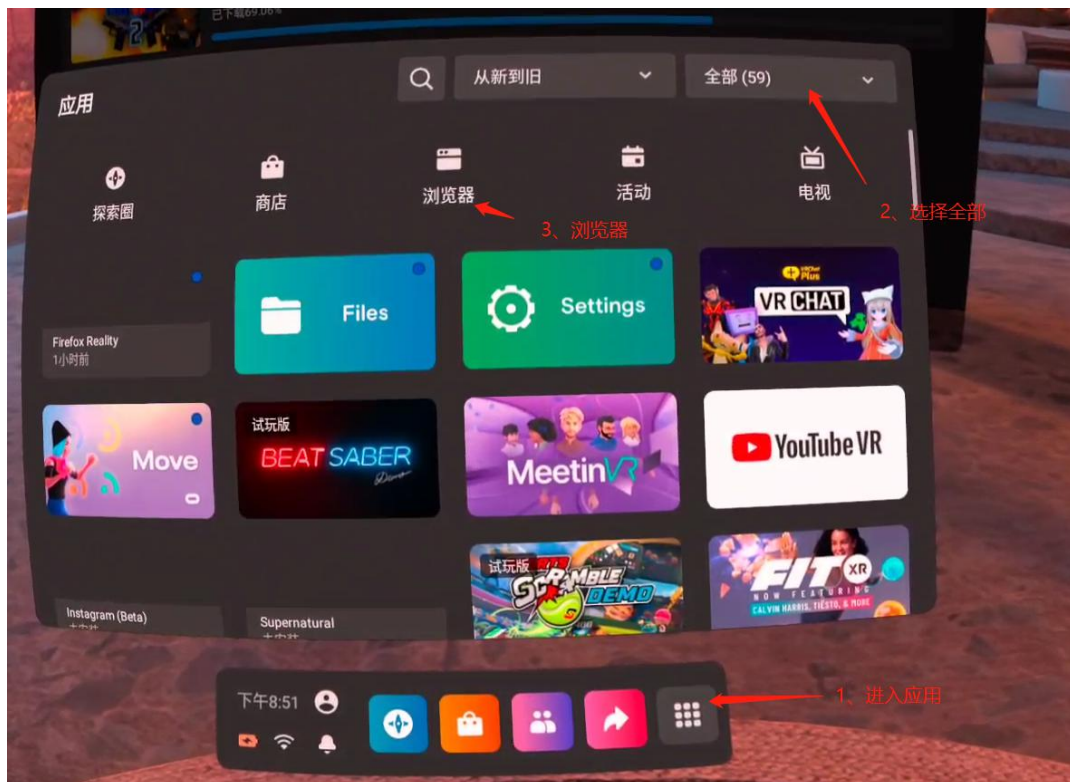 已下载69.06%
从新到旧
全部 (59)
应用
探索圈
商店
浏览器
活动
电视
2、选择全部
3、浏览器
Files
Settings
VRChat Plus
VR CHAT
Firefox Reality
1小时前
Move
试玩版
BEAT SABER
Demo
MeetinVR
YouTube VR
试玩版
SCRAMBLE
DEMO
FIT XR
NOW FEATURING
CALVIN HARRIS, TIËSTO, & MORE
Instagram (Beta)
Supernatural
下午8:51
1、进入应用